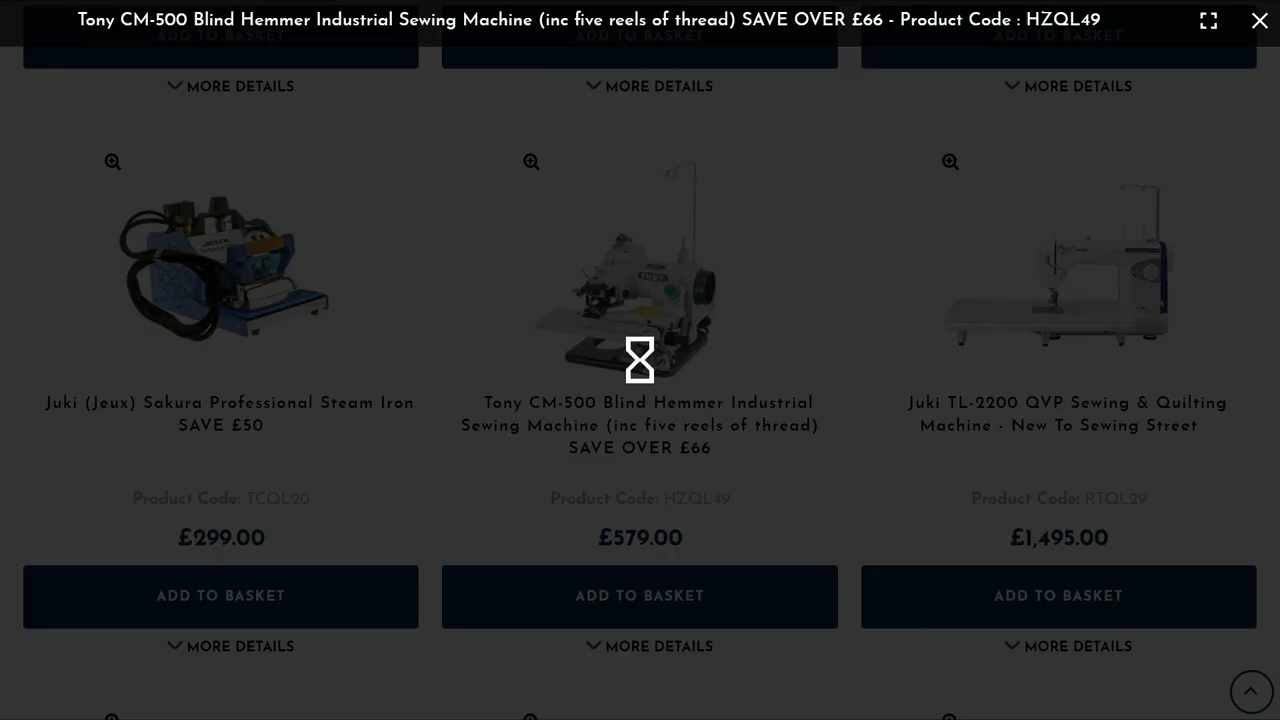 Tony CM-500 Blind Hemmer Industrial Sewing Machine (inc five reels of thread) SAVE OVER £66 - Product Code : HZQL49
ADD TO BASKET ADD TO BASKET ADD TO BASKET
MORE DETAILS MORE DETAILS MORE DETAILS
JUKI
TONY
Juki (Jeux) Sakura Professional Steam Iron
SAVE £50
Tony CM-500 Blind Hemmer Industrial
Sewing Machine (inc five reels of thread)
SAVE OVER £66
Juki TL-2200 QVP Sewing & Quilting
Machine - New To Sewing Street
Product Code: TCQL20 Product Code: HZQL49 Product Code: RTQL29
£299.00 £579.00 £1,495.00
ADD TO BASKET ADD TO BASKET ADD TO BASKET
MORE DETAILS MORE DETAILS MORE DETAILS